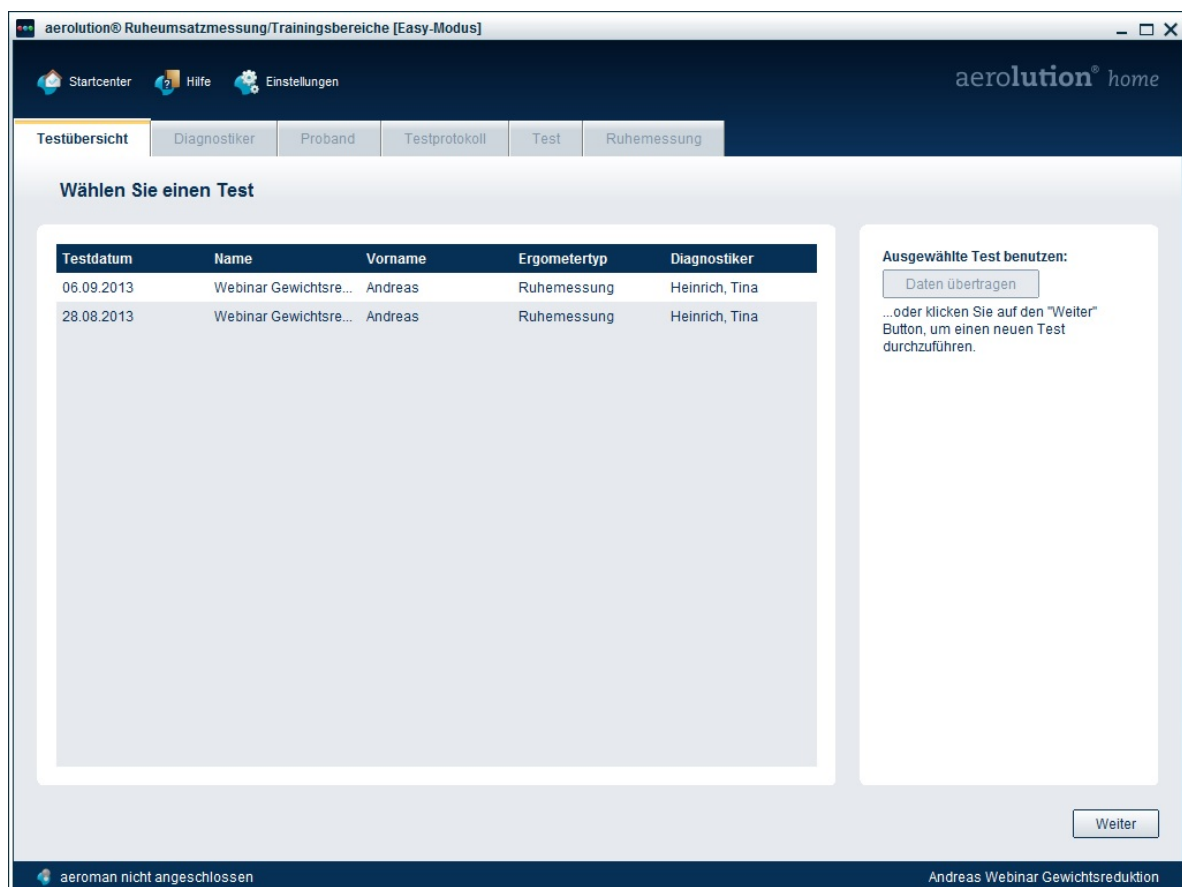 aerolution® Ruheumsatzmessung/Trainingsbereiche [Easy-Modus]
Startcenter Hilfe Einstellungen
aerolution® home
Testübersicht Diagnostiker Proband Testprotokoll Test Ruhemessung
Wählen Sie einen Test
Testdatum Name Vorname Ergometertyp Diagnostiker
06.09.2013 Webinar Gewichtsre... Andreas Ruhemessung Heinrich, Tina
28.08.2013 Webinar Gewichtsre... Andreas Ruhemessung Heinrich, Tina
Ausgewählte Test benutzen:
Daten übertragen
...oder klicken Sie auf den "Weiter"
Button, um einen neuen Test
durchzuführen.
Weiter
aeroman nicht angeschlossen
Andreas Webinar Gewichtsreduktion